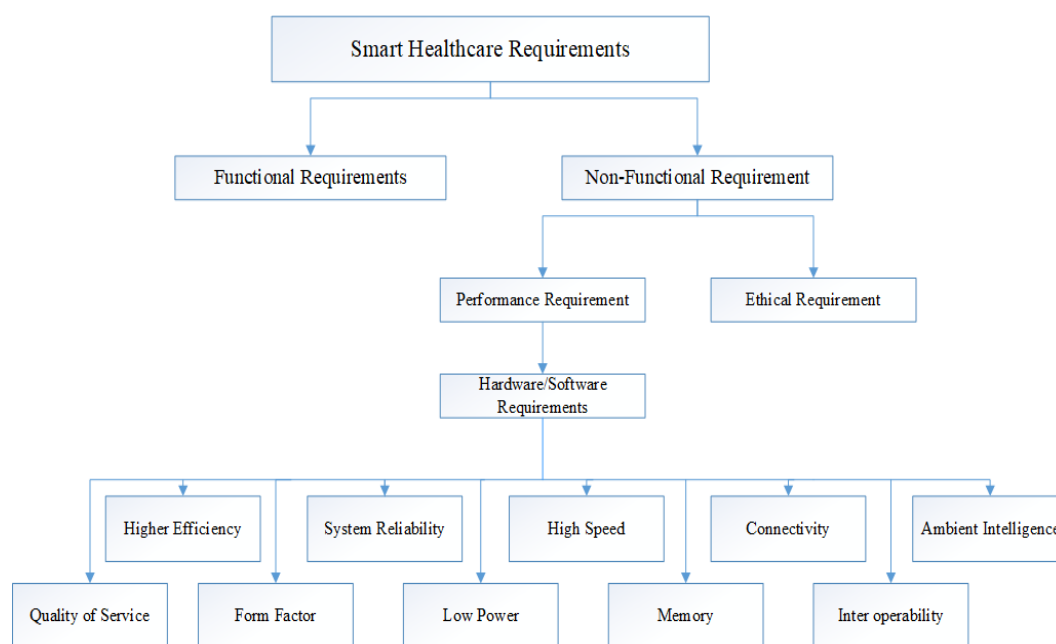 Smart Healthcare Requirements
Functional Requirements
Non-Functional Requirement
Performance Requirement
Ethical Requirement
Hardware/Software
Requirements
Higher Efficiency
System Reliability
High Speed
Connectivity
Ambient Intelligence
Quality of Service
Form Factor
Low Power
Memory
Inter operability